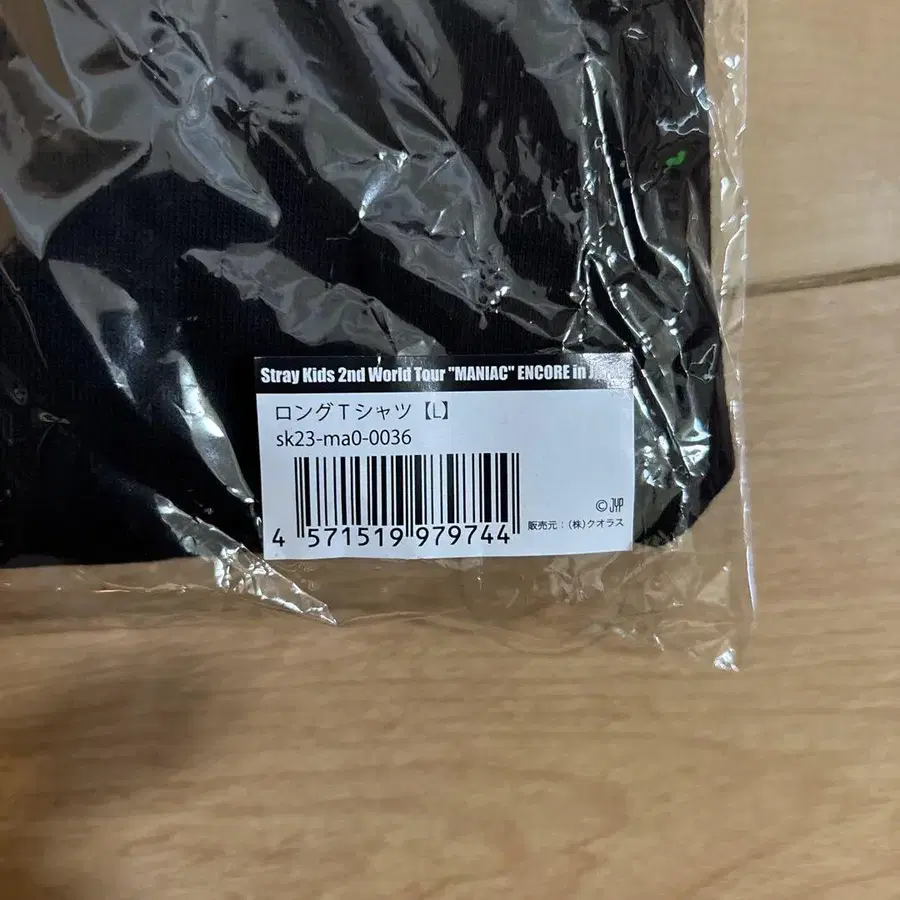 Stray Kids 2nd World Tour "MANIAC" ENCORE in
ロングTシャツ【L】
sk23-ma0-0036
4 571519 979744
© JYP
販売元：(株)クオラス